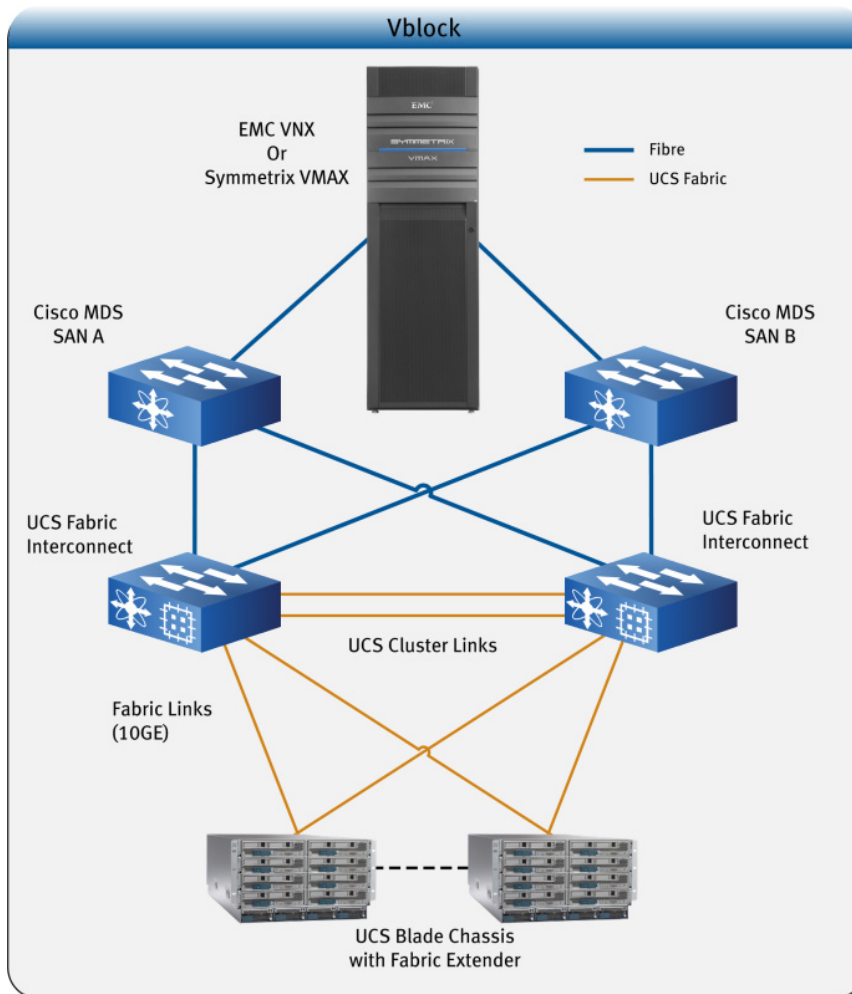 Vblock
EMC VNX
Or
Symmetrix VMAX
EMC
SYMMETRIX
VMAX
Fibre
UCS Fabric
Cisco MDS
SAN A
Cisco MDS
SAN B
UCS Fabric
Interconnect
UCS Fabric
Interconnect
UCS Cluster Links
Fabric Links
(10GE)
UCS Blade Chassis
with Fabric Extender